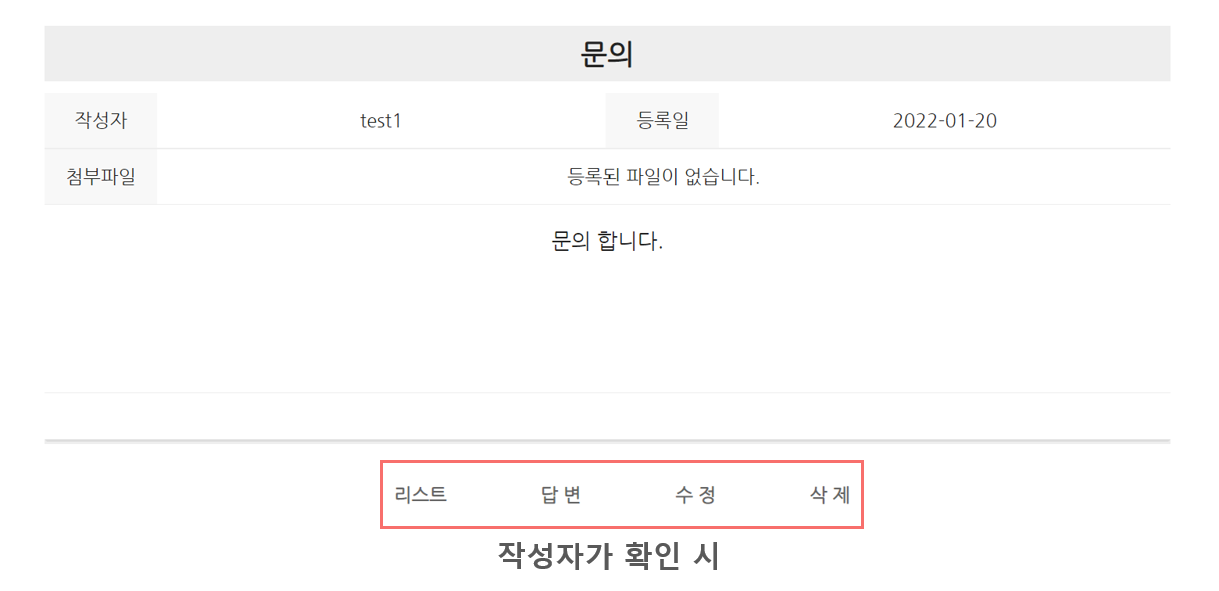 문의
작성자 test1 등록일 2022-01-20
첨부파일 등록된 파일이 없습니다.
문의 합니다.
리스트 답 변 수 정 삭 제
작성자가 확인 시